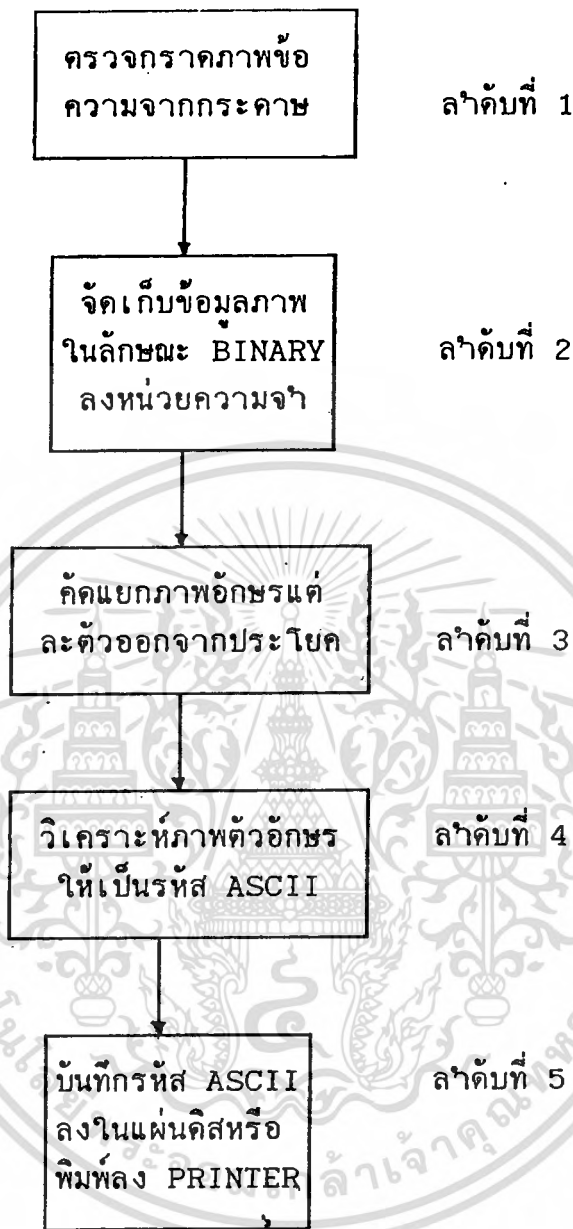 ตรวจกราดภาพข้อ
ความจากกระดาษ
ลำดับที่ 1
จัดเก็บข้อมูลภาพ
ในลักษณะ BINARY
ลงหน่วยความจำ
ลำดับที่ 2
คัดแยกภาพอักษรแต่
ละตัวออกจากประโยค
ลำดับที่ 3
วิเคราะห์ภาพตัวอักษร
ให้เป็นรหัส ASCII
ลำดับที่ 4
บันทึกรหัส ASCII
ลงในแผ่นดิสหรือ
พิมพ์ลง PRINTER
ลำดับที่ 5